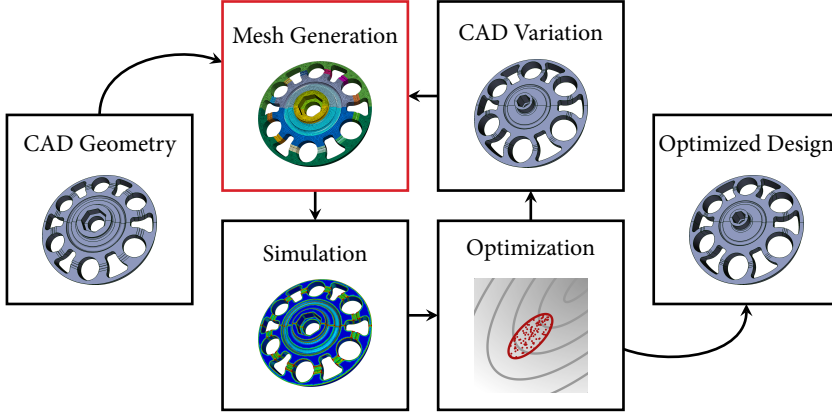 Mesh Generation
CAD Variation
CAD Geometry
Optimized Design
Simulation
Optimization